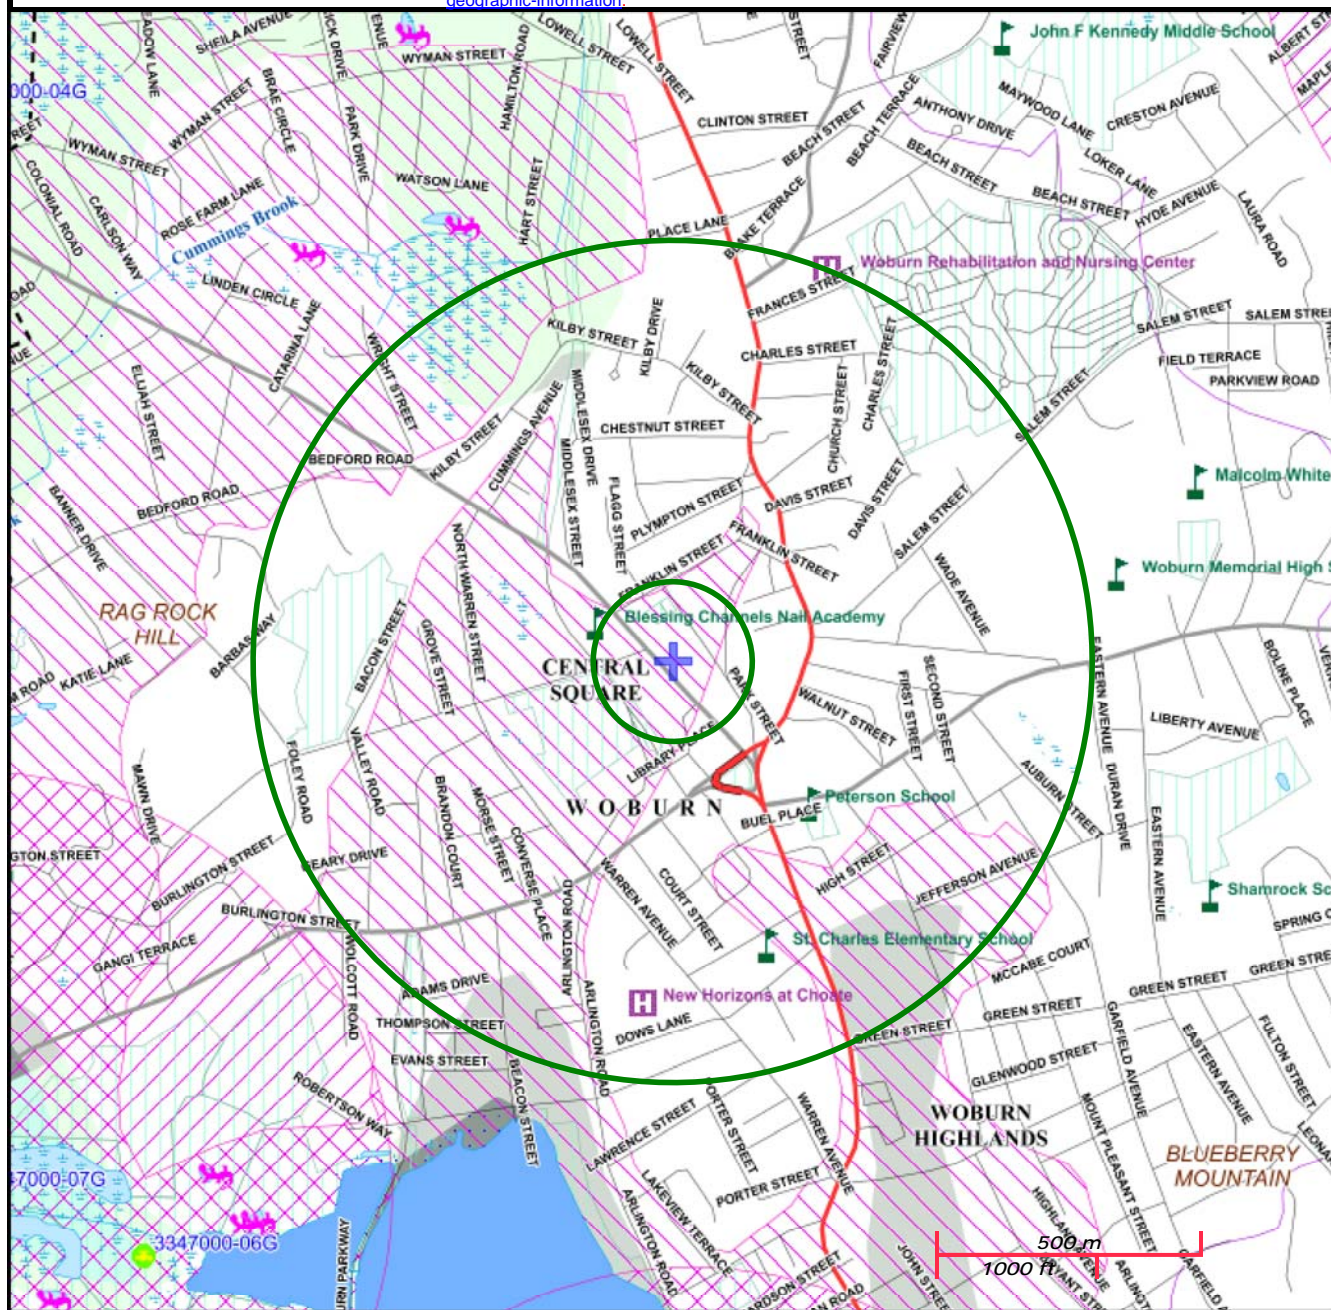 geographic-information.
SHEILA AVENUE
LOWELL STREET
LOWELL STREET
STREET
John F Kennedy Middle School
WYMAN STREET
HAMILTON ROAD
000-04G
WYMAN STREET
BRAE CIRCLE
PARK DRIVE
CLINTON STREET
BEACH STREET
BEACH TERRACE
ANTHONY DRIVE
MAYWOOD LANE
CRESTON AVENUE
WYMAN STREET
COLONIAL ROAD
CARLSON WAY
ROSE FARM LANE
WATSON LANE
HART STREET
BEACH STREET
LOKER LANE
BEACH STREET
HYDE AVENUE
LAURA ROAD
Cummings Brook
PLACE LANE
BLAKE TERRACE
Woburn Rehabilitation and Nursing Center
LINDEN CIRCLE
CATARINA LANE
WRIGHT STREET
KILBY STREET
KILBY DRIVE
FRANCES STREET
CHARLES STREET
CHARLES STREET
SALEM STREET
FIELD TERRACE
PARKVIEW ROAD
ELIJAH STREET
KILBY STREET
CHURCH STREET
SALEM STREET
BEDFORD ROAD
KILBY STREET
CUMMINGS AVENUE
MIDDLESEX DRIVE
MIDDLESEX STREET
CHESTNUT STREET
BANNER DRIVE
BEDFORD ROAD
FLAGG STREET
PLYMPTON STREET
DAVIS STREET
DAVIS STREET
SALEM STREET
Malcolm White
NORTH WARREN STREET
FRANKLIN STREET
FRANKLIN STREET
WADE AVENUE
Woburn Memorial High S
RAG ROCK
HILL
BARBAS WAY
BACON STREET
GROVE STREET
Blessing Channels Nail Academy
KATIE LANE
CENTRAL
SQUARE
PARK STREET
WALNUT STREET
FIRST STREET
SECOND STREET
EASTERN AVENUE
BOLINE PLACE
LIBERTY AVENUE
MAWN DRIVE
FOLEY ROAD
VALLEY ROAD
BRANDON COURT
MORSE STREET
LIBRARY PLACE
WOBURN
BUEL PLACE
Peterson School
AUBURN STREET
DURAN DRIVE
EASTERN AVENUE
GTON STREET
BURLINGTON STREET
GEARY DRIVE
CONVERSE PLACE
WARREN AVENUE
COURT STREET
HIGH STREET
JEFFERSON AVENUE
BURLINGTON STREET
ARLINGTON ROAD
Shamrock Sc
GANGI TERRACE
WOLCOTT ROAD
St. Charles Elementary School
MCCABE COURT
GREEN STREET
ADAMS DRIVE
THOMPSON STREET
EVANS STREET
ARLINGTON ROAD
New Horizons at Choate
DOWS LANE
GREEN STREET
GREEN STREET
GARFIELD AVENUE
EASTERN AVENUE
FULTON STREET
ROBERTSON WAY
BEACON STREET
GLENWOOD STREET
LAWRENCE STREET
PORTER STREET
WARREN AVENUE
WOBURN
HIGHLANDS
MOUNT PLEASANT STREET
BLUEBERRY
MOUNTAIN
47000-07G
PORTER STREET
LAKEVIEW TERRACE
ARLINGTON ROAD
3347000-06G
500 m
1000 ft